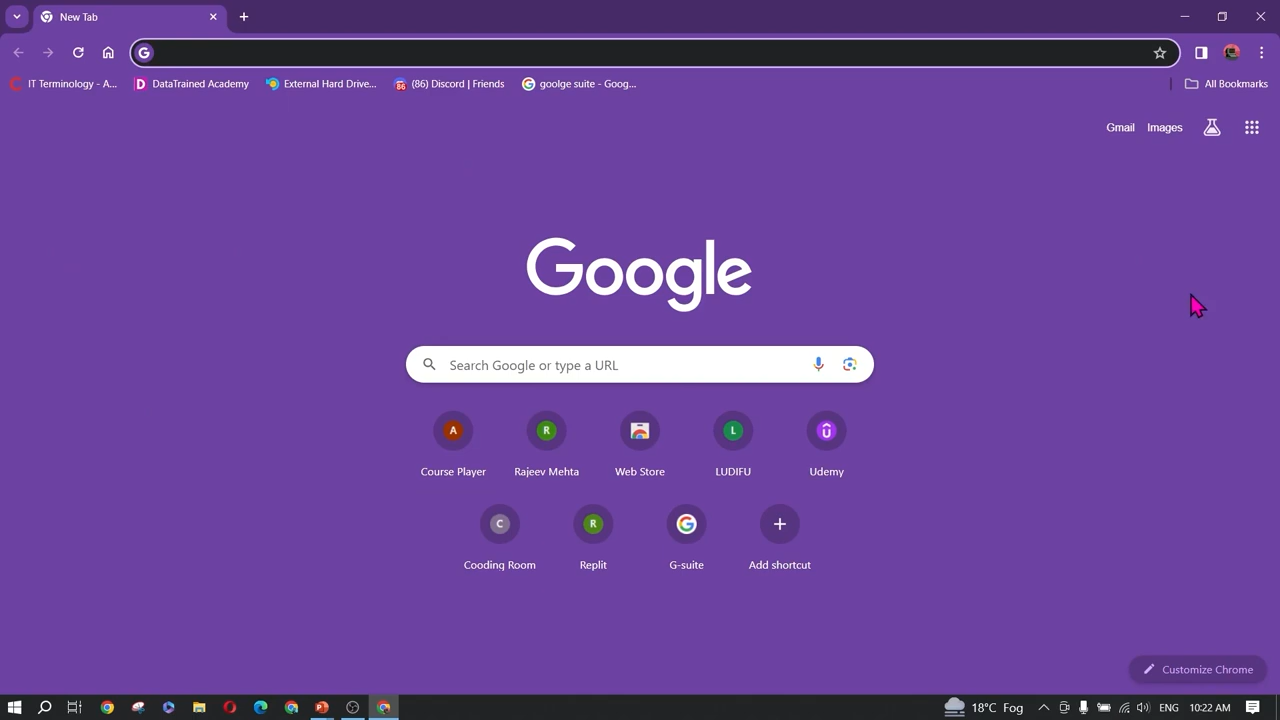 New Tab
IT Terminology - A...
DataTrained Academy
External Hard Drive...
86
(86) Discord | Friends
goolge suite - Goog...
All Bookmarks
Gmail
Images
Google
Search Google or type a URL
A
R
L
Course Player
Rajeev Mehta
Web Store
LUDIFU
Udemy
C
R
Cooding Room
Replit
G-suite
Add shortcut
Customize Chrome
18°C Fog
ENG
10:22 AM